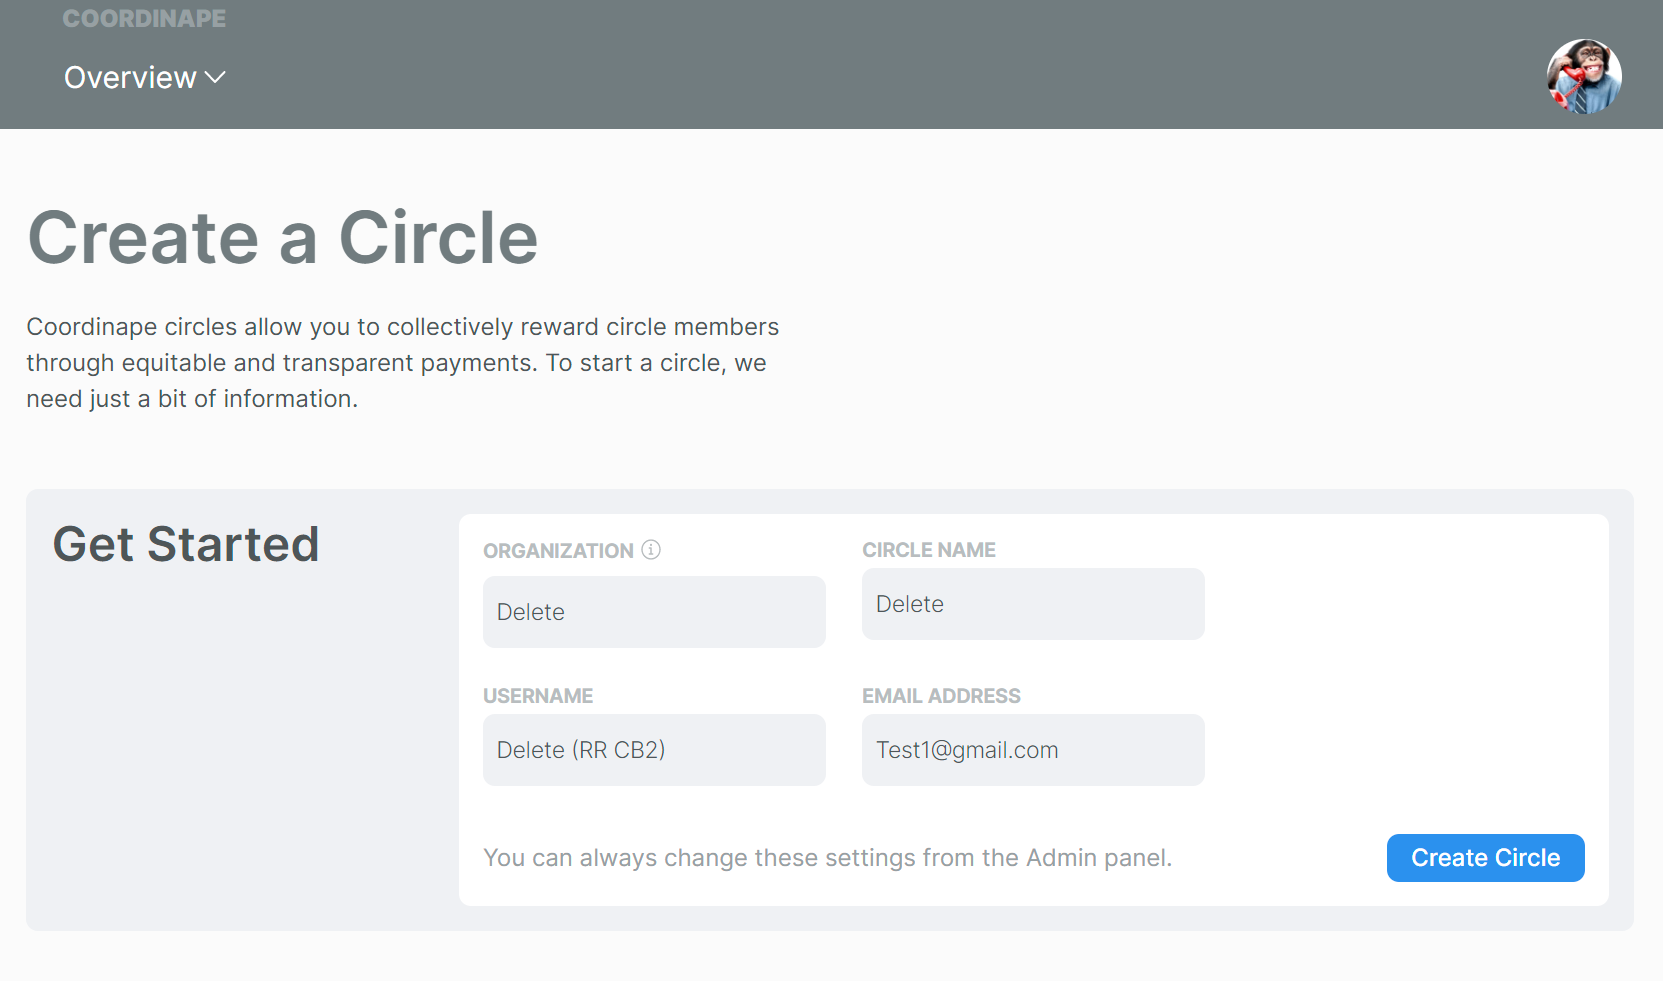 COORDINAPE
Overview
Create a Circle
Coordinape circles allow you to collectively reward circle members
through equitable and transparent payments. To start a circle, we
need just a bit of information.
Get Started
ORGANIZATION
CIRCLE NAME
Delete
Delete
USERNAME
EMAIL ADDRESS
Delete (RR CB2)
Test1@gmail.com
You can always change these settings from the Admin panel.
Create Circle